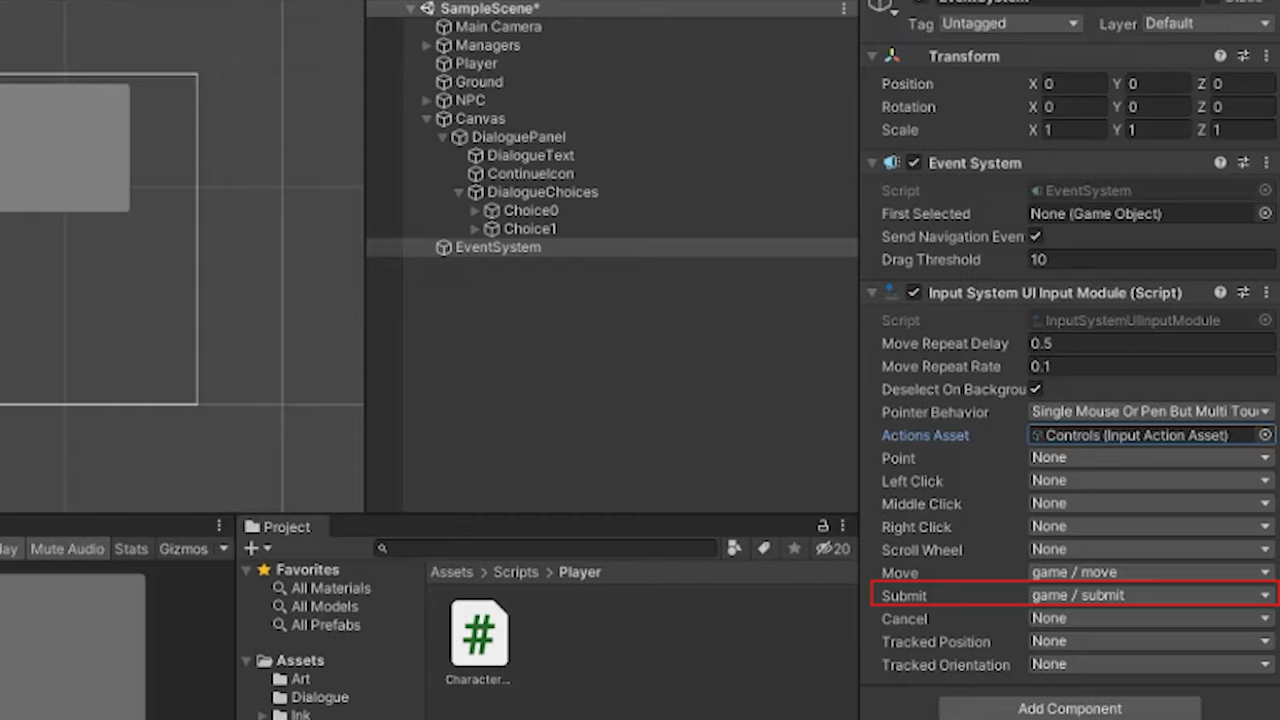 SampleScene*
Main Camera
Managers
Player
Ground
NPC
Canvas
DialoguePanel
DialogueText
ContinueIcon
DialogueChoices
Choice0
Choice1
EventSystem
Tag Untagged Layer Default
Transform
Position X 0 Y 0 Z 0
Rotation X 0 Y 0 Z 0
Scale X 1 Y 1 Z 1
Event System
Script EventSystem
First Selected None (Game Object)
Send Navigation Even
Drag Threshold 10
Input System UI Input Module (Script)
Script InputSystemUIInputModule
Move Repeat Delay 0.5
Move Repeat Rate 0.1
Deselect On Backgrou
Pointer Behavior Single Mouse Or Pen But Multi Tou
Actions Asset Controls (Input Action Asset)
Point None
Left Click None
Middle Click None
Right Click None
Scroll Wheel None
Move game / move
Submit game / submit
Cancel None
Tracked Position None
Tracked Orientation None
Add Component
lay Mute Audio Stats Gizmos
Project
20
Favorites
All Materials
All Models
All Prefabs
Assets
Art
Dialogue
Ink
Assets > Scripts > Player
#
Character...